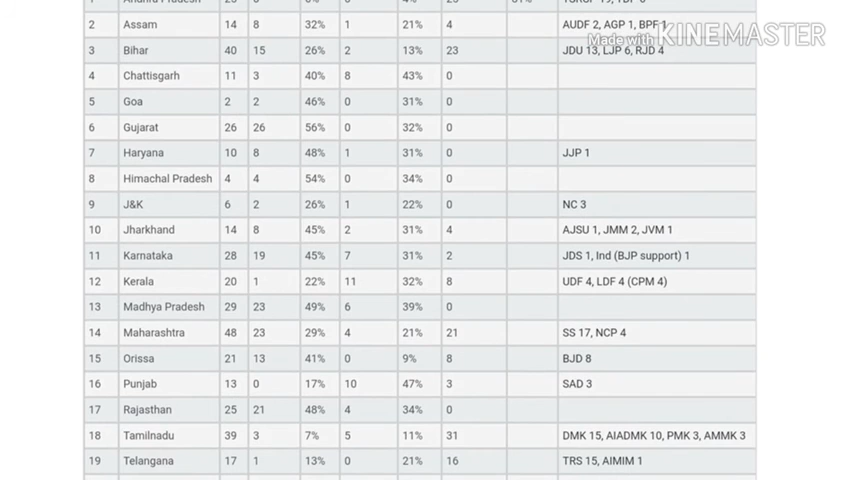 2 Assam 14 8 32% 1 21% 4 AUDF 2, AGP 1, BPF 1
Made with KINEMASTER
3 Bihar 40 15 26% 2 13% 23 JDU 13, LJP 6, RJD 4
4 Chattisgarh 11 3 40% 8 43% 0
5 Goa 2 2 46% 0 31% 0
6 Gujarat 26 26 56% 0 32% 0
7 Haryana 10 8 48% 1 31% 0 JJP 1
8 Himachal Pradesh 4 4 54% 0 34% 0
9 J&K 6 2 26% 1 22% 0 NC 3
10 Jharkhand 14 8 45% 2 31% 4 AJSU 1, JMM 2, JVM 1
11 Karnataka 28 19 45% 7 31% 2 JDS 1, Ind (BJP support) 1
12 Kerala 20 1 22% 11 32% 8 UDF 4, LDF 4 (CPM 4)
13 Madhya Pradesh 29 23 49% 6 39% 0
14 Maharashtra 48 23 29% 4 21% 21 SS 17, NCP 4
15 Orissa 21 13 41% 0 9% 8 BJD 8
16 Punjab 13 0 17% 10 47% 3 SAD 3
17 Rajasthan 25 21 48% 4 34% 0
18 Tamilnadu 39 3 7% 5 11% 31 DMK 15, AIADMK 10, PMK 3, AMMK 3
19 Telangana 17 1 13% 0 21% 16 TRS 15, AIMIM 1